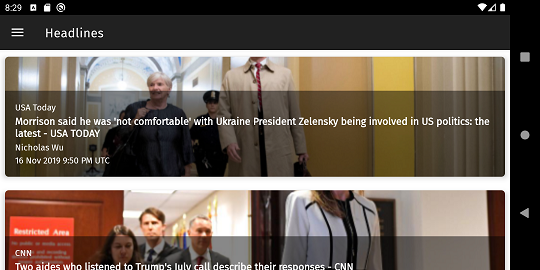 8:29
Headlines
USA Today
Morrison said he was 'not comfortable' with Ukraine President Zelensky being involved in US politics: the
latest - USA TODAY
Nicholas Wu
16 Nov 2019 9:50 PM UTC
Restricted Area
CNN
Two aides who listened to Trump's July call describe their responses - CNN